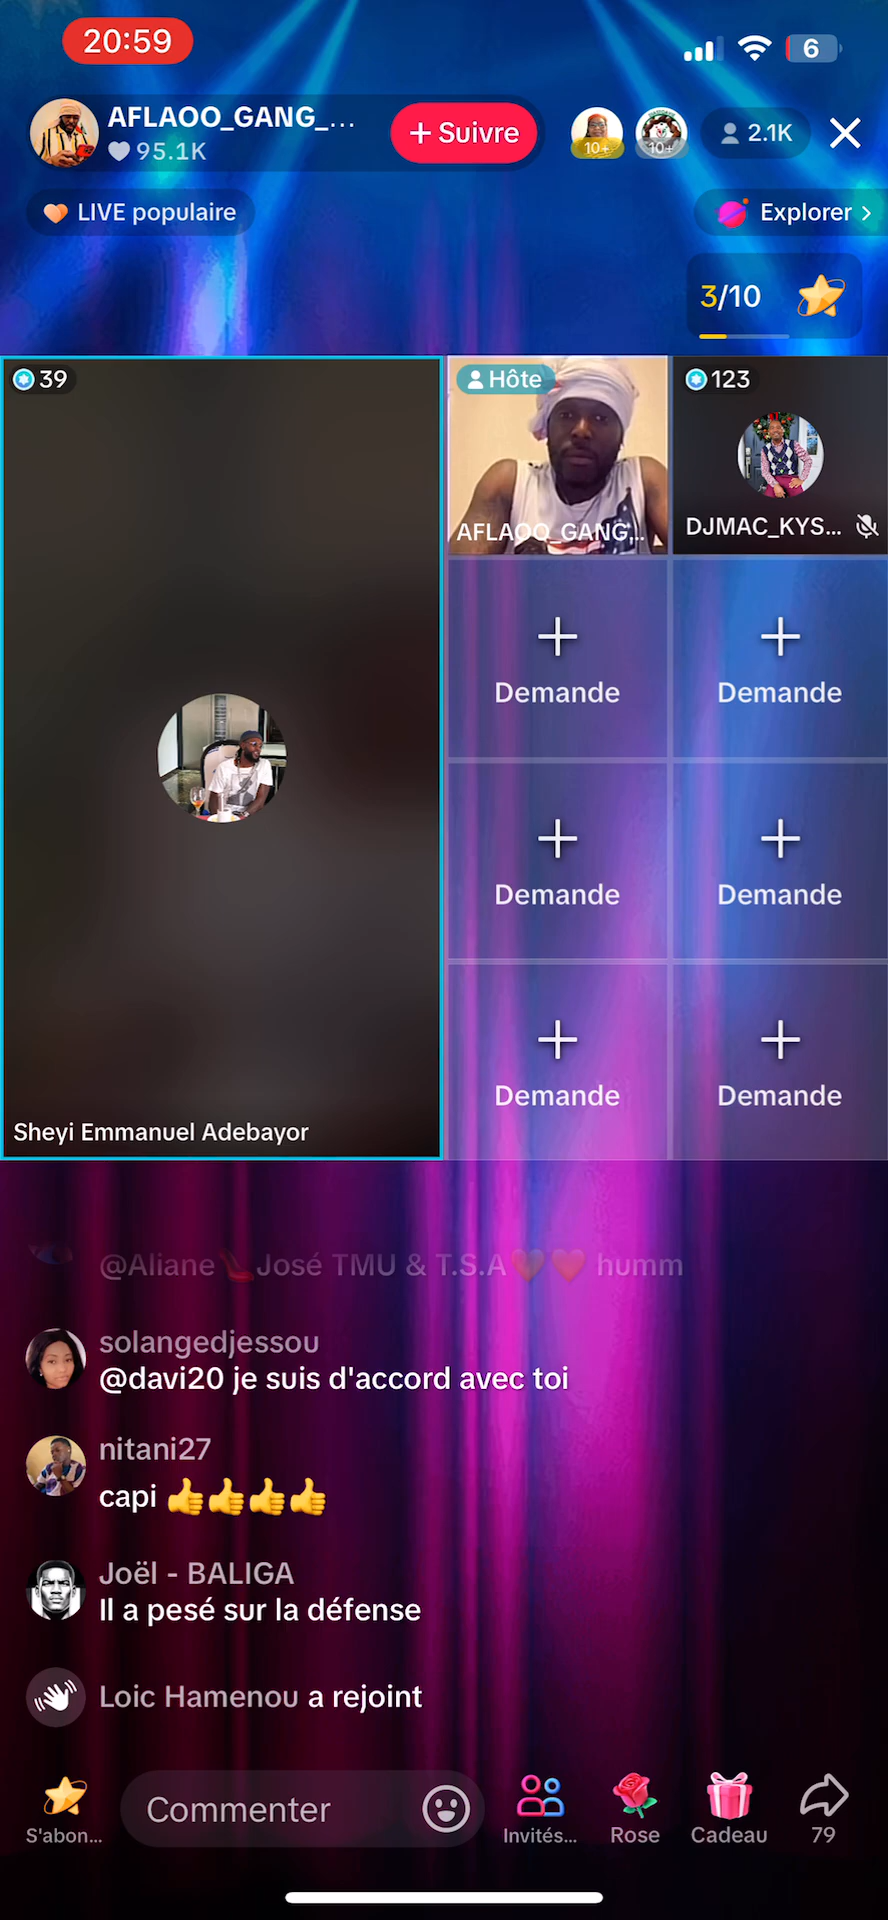 20:59
6
AFLAOO_GANG_...
95.1K
+ Suivre
10+
10+
2.1K
LIVE populaire
Explorer >
3/10
39
Hôte
123
AFLAOO_GANG_...
DJMAC_KYS...
Demande
Demande
Demande
Demande
Demande
Demande
Sheyi Emmanuel Adebayor
@Aliane👠José TMU & T.S.A🤎❤️ humm
solangedjessou
@davi20 je suis d'accord avec toi
nitani27
capi 👍👍👍👍
Joël - BALIGA
Il a pesé sur la défense
Loic Hamenou a rejoint
S'abon...
Commenter
Invités...
Rose
Cadeau
79